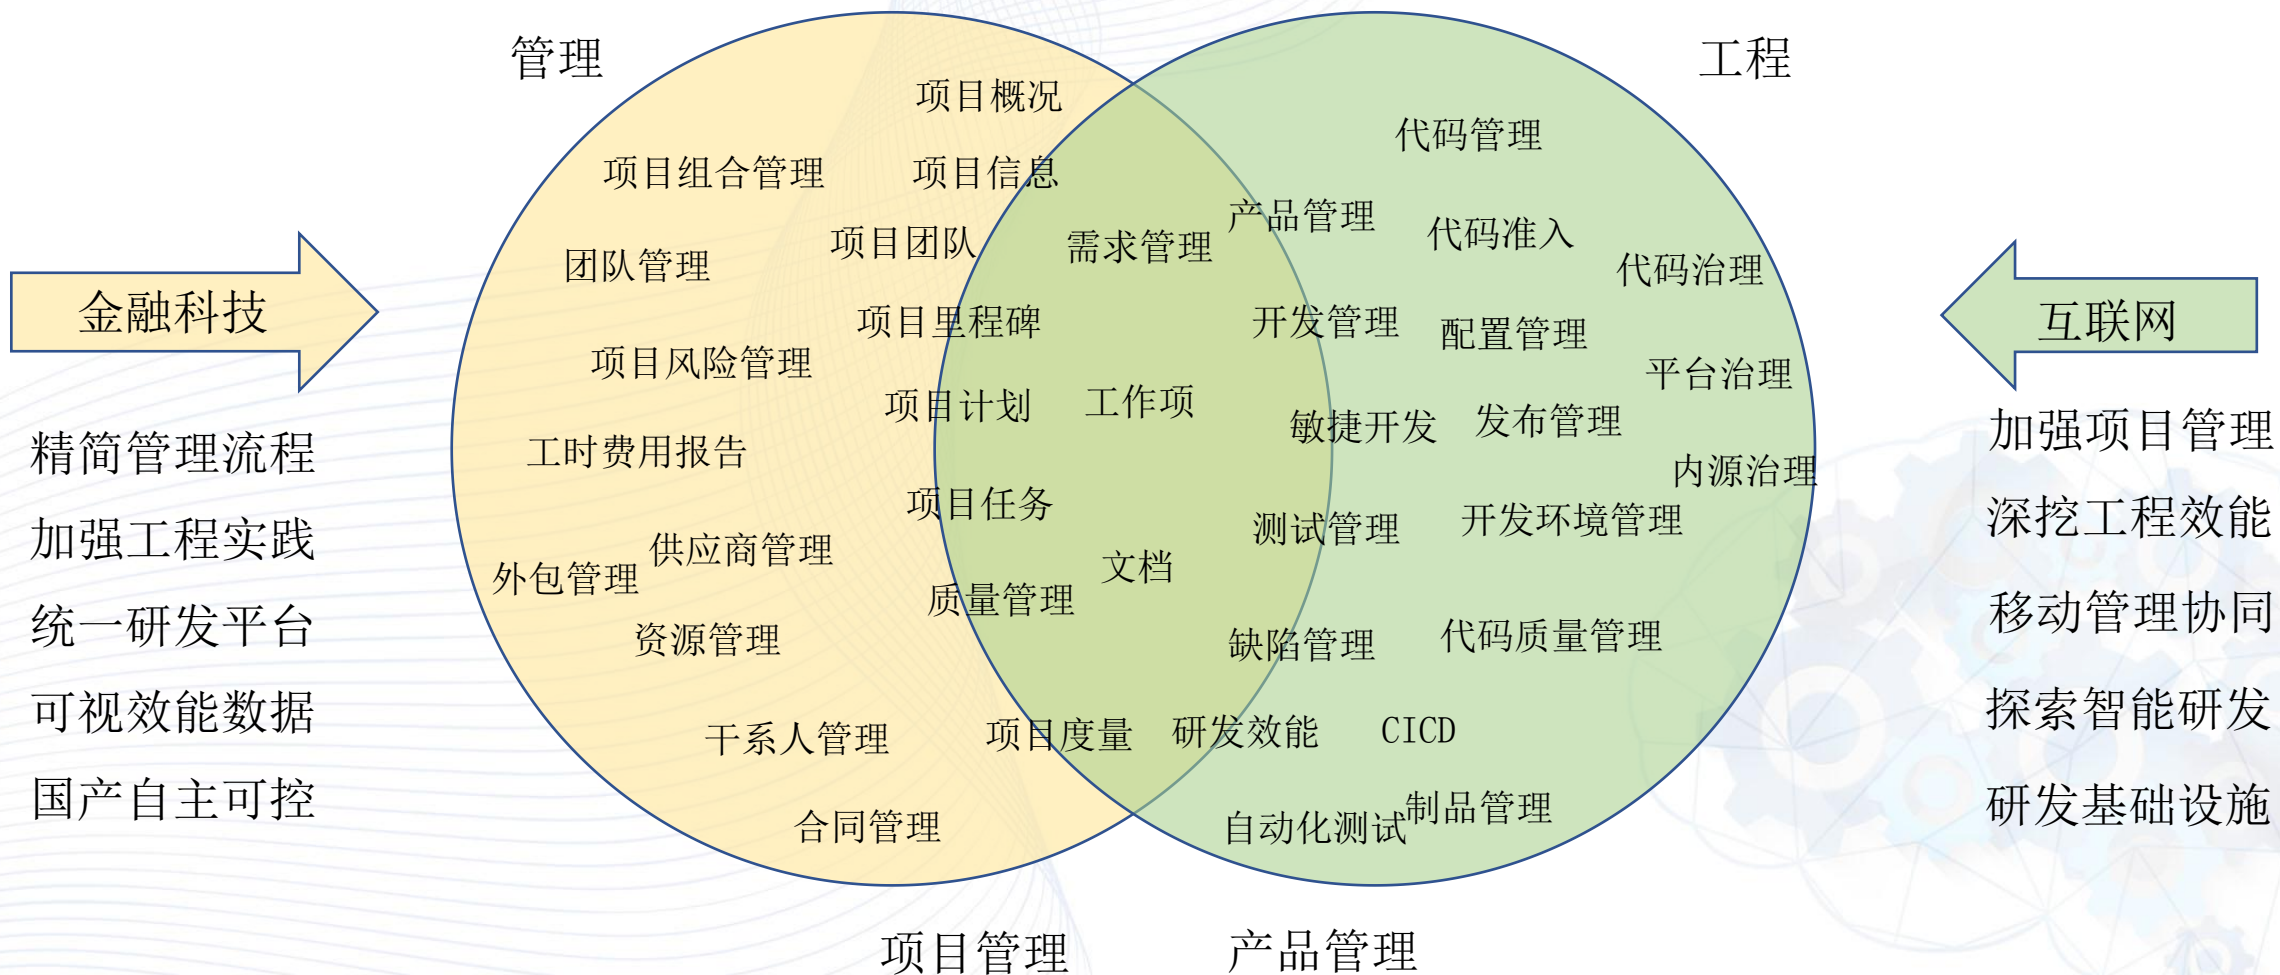 管理
工程
项目概况
代码管理
项目组合管理
项目信息
产品管理
代码准入
项目团队
需求管理
团队管理
代码治理
金融科技
互联网
项目里程碑
开发管理
配置管理
项目风险管理
平台治理
项目计划
工作项
敏捷开发
发布管理
精简管理流程
加强项目管理
工时费用报告
内源治理
项目任务
测试管理
开发环境管理
深挖工程效能
加强工程实践
供应商管理
外包管理
文档
质量管理
统一研发平台
移动管理协同
资源管理
缺陷管理
代码质量管理
可视效能数据
探索智能研发
干系人管理
项目度量
研发效能
CICD
国产自主可控
研发基础设施
合同管理
自动化测试
制品管理
项目管理
产品管理